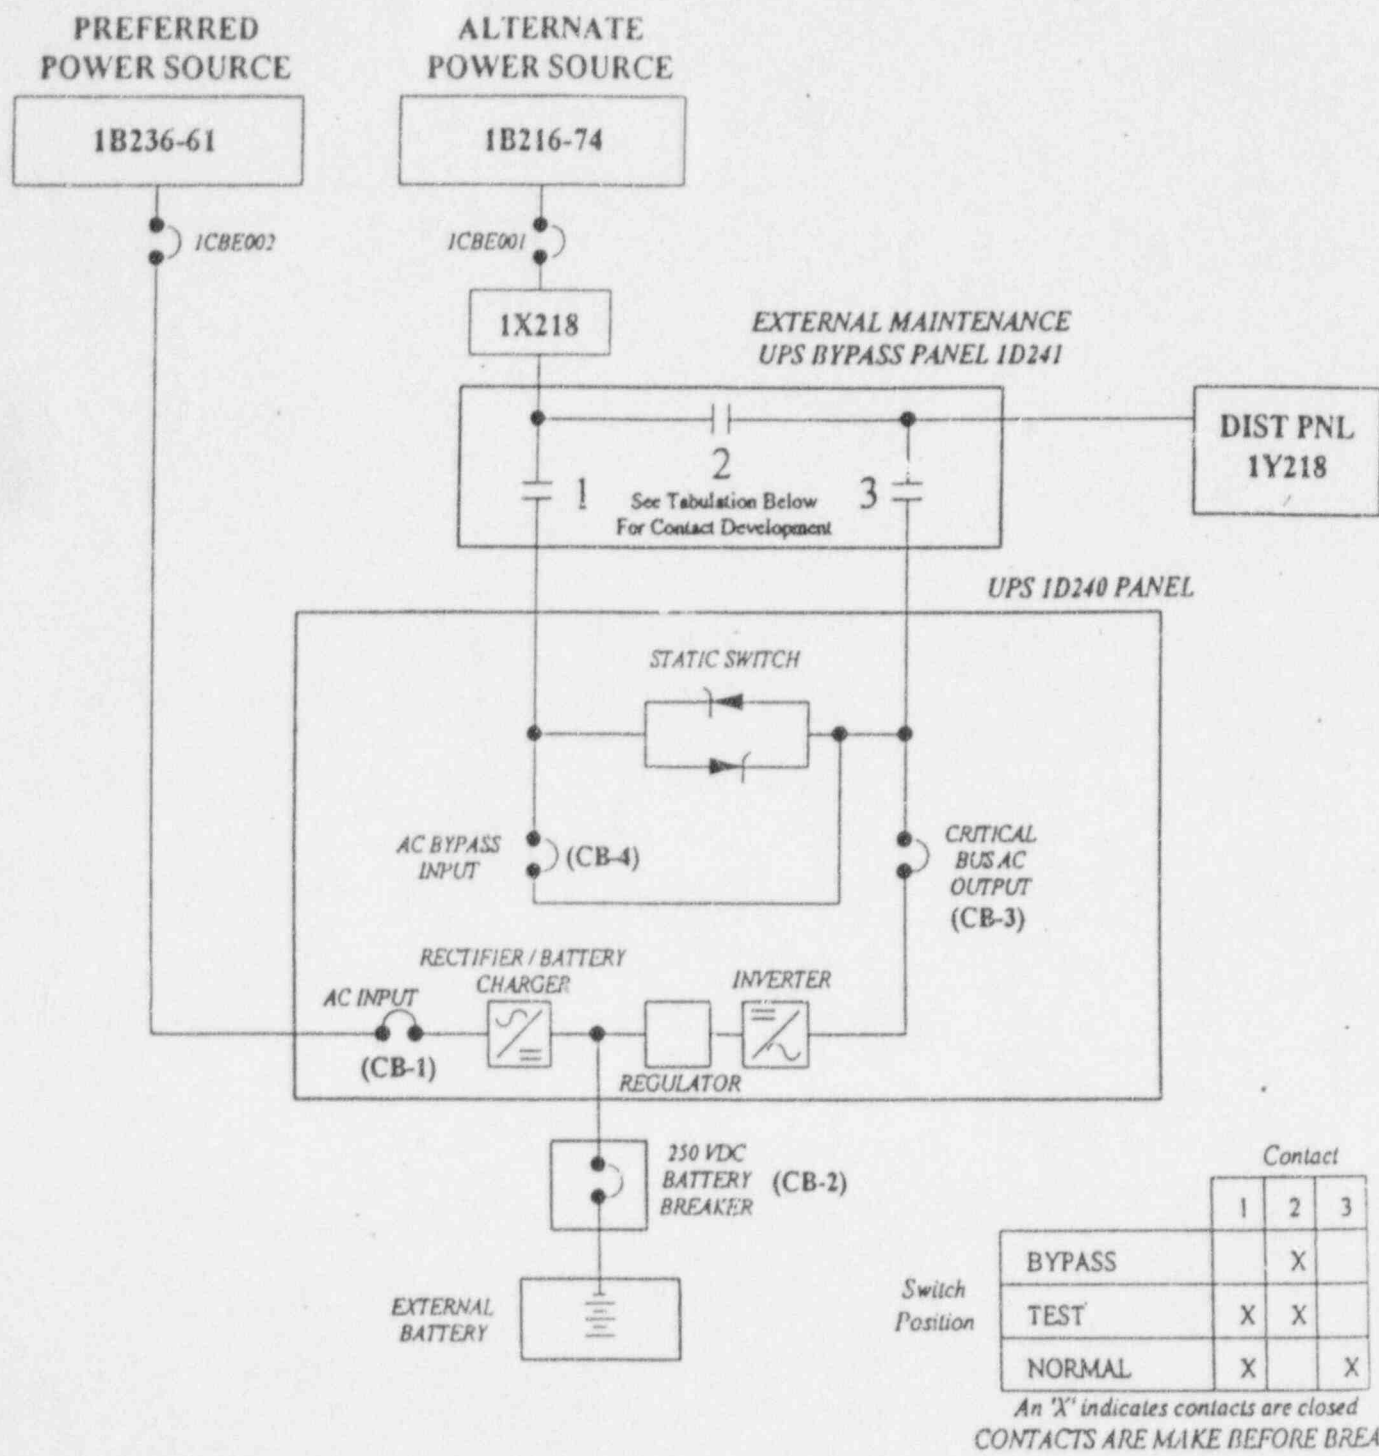 PREFERRED
POWER SOURCE
ALTERNATE
POWER SOURCE
1B236-61
1B216-74
1CBE002
1CBE001
1X218
EXTERNAL MAINTENANCE
UPS BYPASS PANEL 1D241
DIST PNL
1Y218
1
2
3
See Tabulation Below
For Contact Development
UPS 1D240 PANEL
STATIC SWITCH
AC BYPASS
INPUT
(CB-4)
CRITICAL
BUS AC
OUTPUT
(CB-3)
RECTIFIER / BATTERY
CHARGER
INVERTER
AC INPUT
(CB-1)
REGULATOR
250 VDC
BATTERY
BREAKER
(CB-2)
EXTERNAL
BATTERY
Contact
1 2 3
Switch
Position
BYPASS X
TEST X X
NORMAL X X
An 'X' indicates contacts are closed
CONTACTS ARE MAKE BEFORE BREA